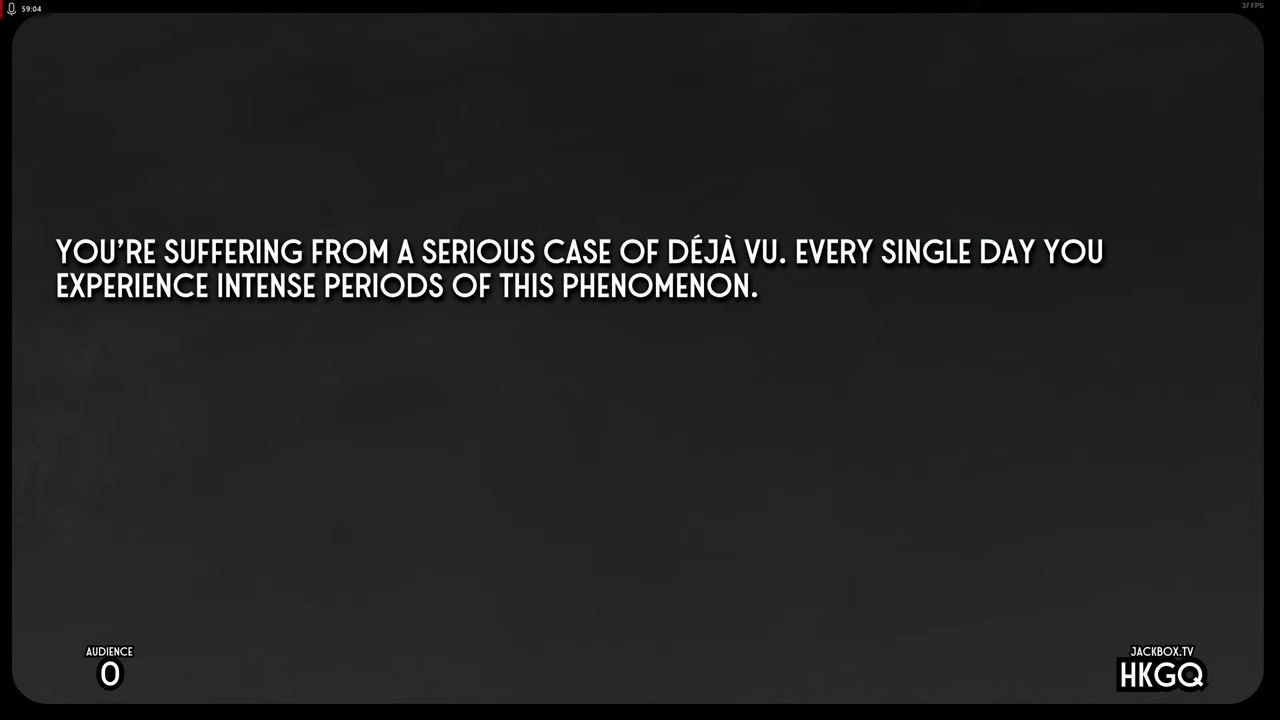 59:04
37 FPS
YOU'RE SUFFERING FROM A SERIOUS CASE OF DÉJÀ VU. EVERY SINGLE DAY YOU
EXPERIENCE INTENSE PERIODS OF THIS PHENOMENON.
AUDIENCE
0
JACKBOX.TV
HKGQ